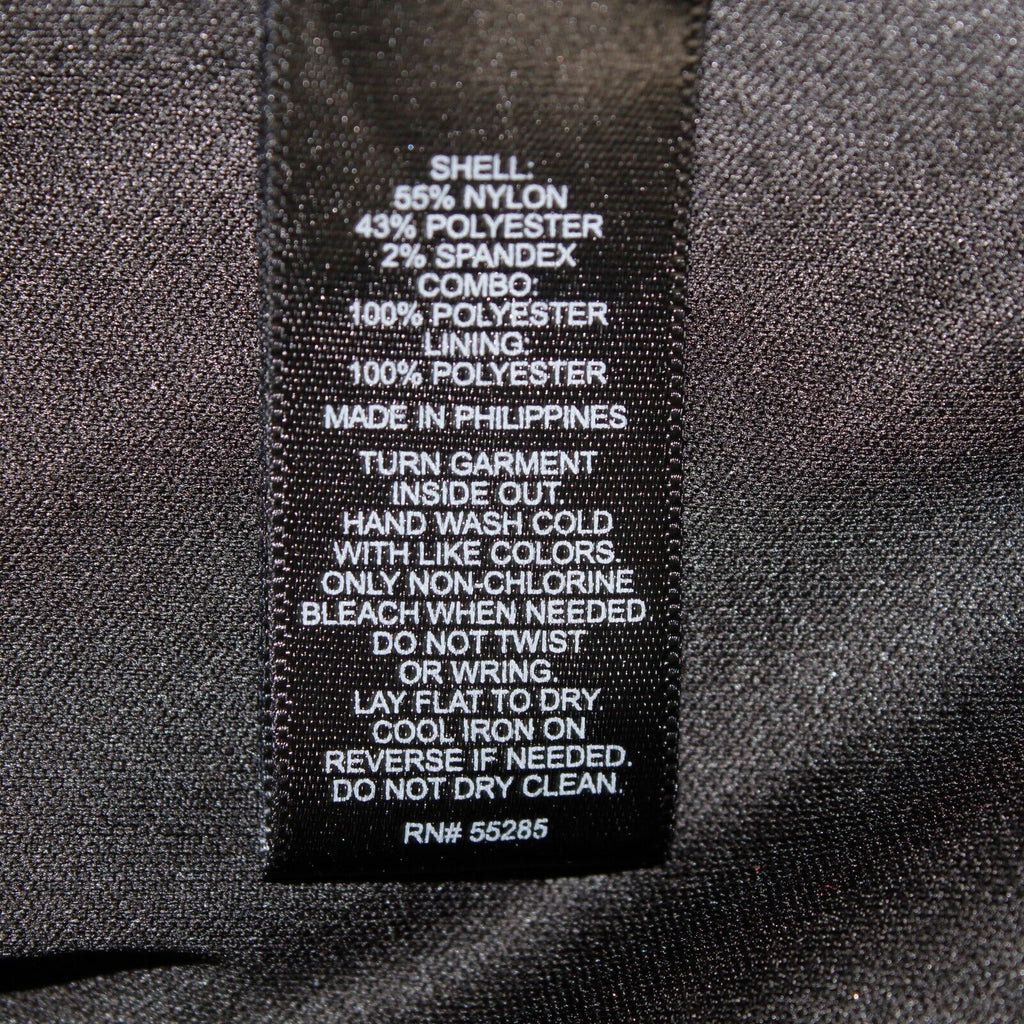 SHELL:
55% NYLON
43% POLYESTER
2% SPANDEX
COMBO:
100% POLYESTER
LINING:
100% POLYESTER
MADE IN PHILIPPINES
TURN GARMENT
INSIDE OUT.
HAND WASH COLD
WITH LIKE COLORS.
ONLY NON-CHLORINE
BLEACH WHEN NEEDED
DO NOT TWIST
OR WRING.
LAY FLAT TO DRY
COOL IRON ON
REVERSE IF NEEDED.
DO NOT DRY CLEAN.
RN# 55285